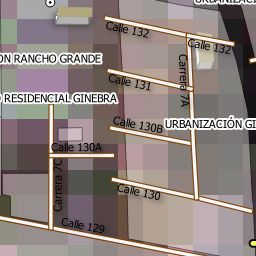 URBANIZACIÓN
Calle 132
Calle 132
ON RANCHO GRANDE
Calle 131
Carrera 7A
O RESIDENCIAL GINEBRA
Calle 130B
URBANIZACIÓN GI
Calle 130A
Carrera 7C
Calle 130
Calle 129